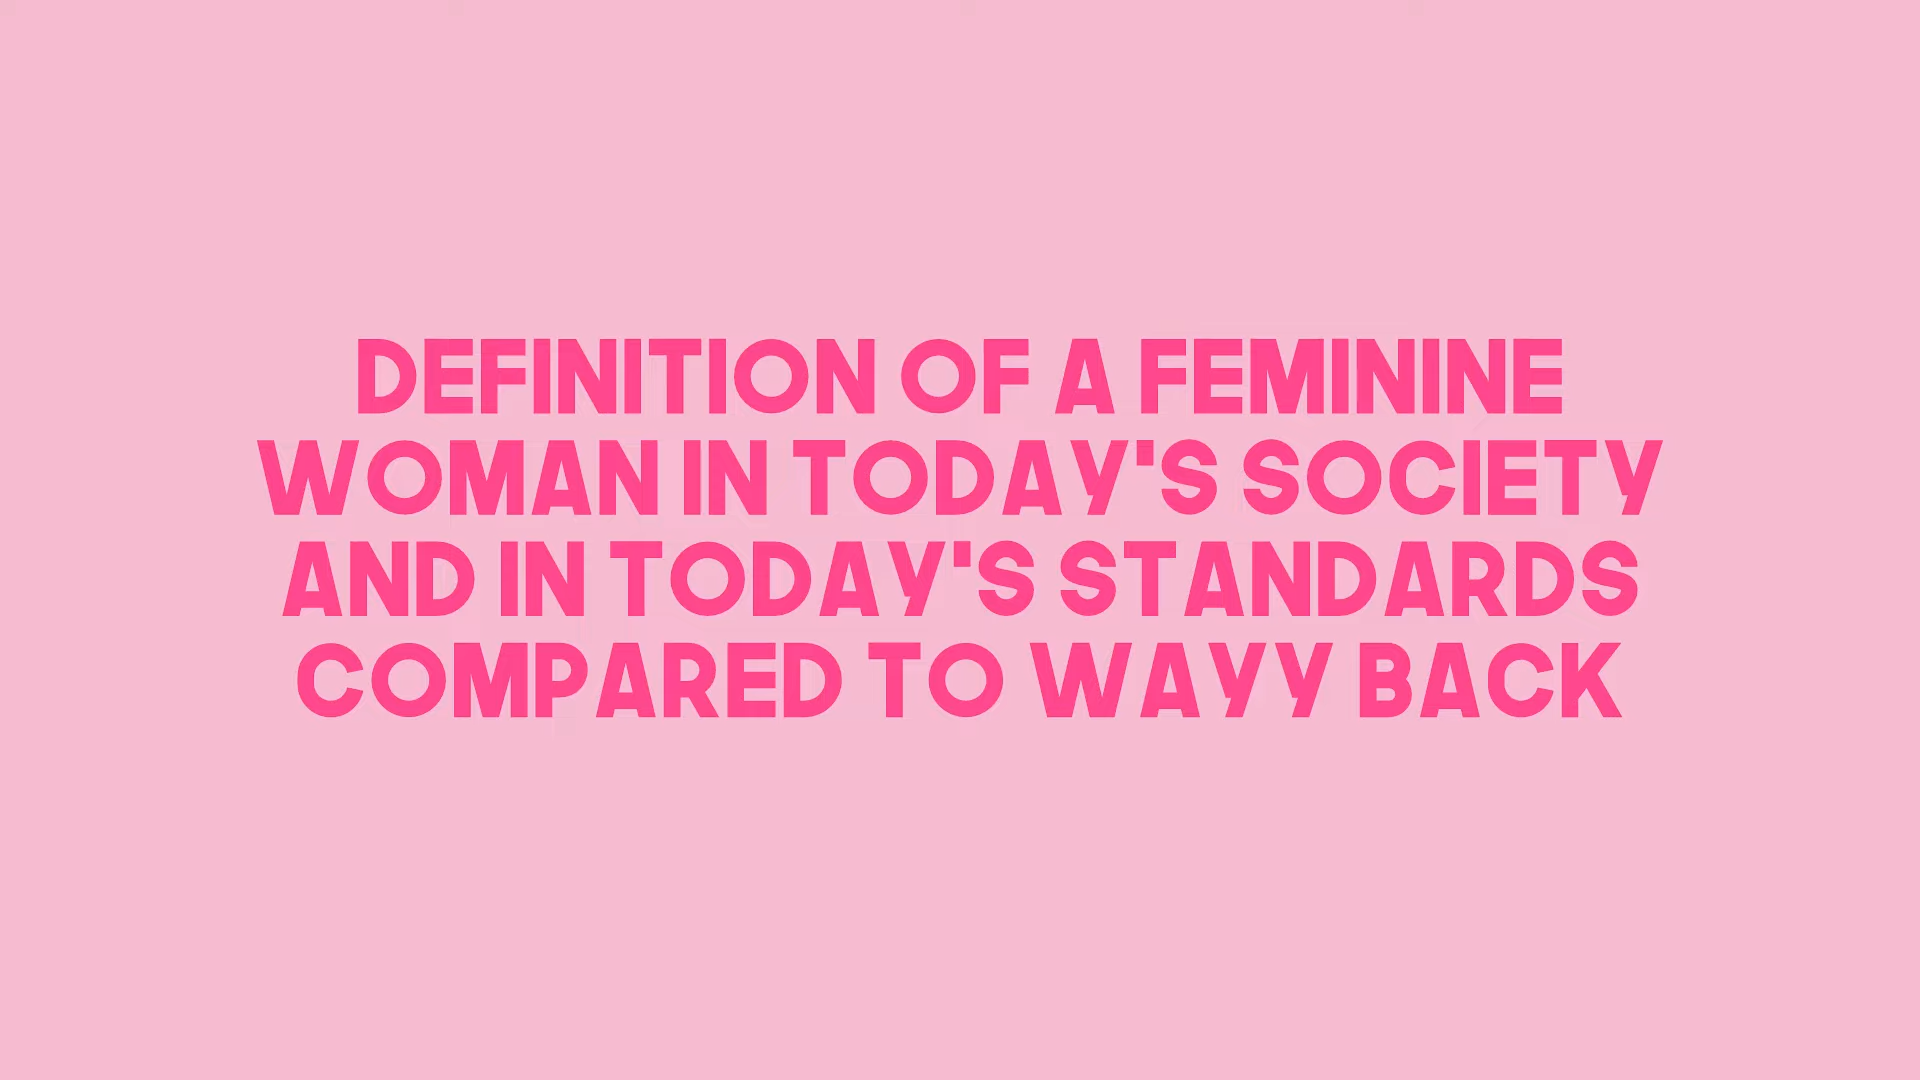 DEFINITION OF A FEMININE
WOMAN IN TODAY'S SOCIETY
AND IN TODAY'S STANDARDS
COMPARED TO WAYY BACK